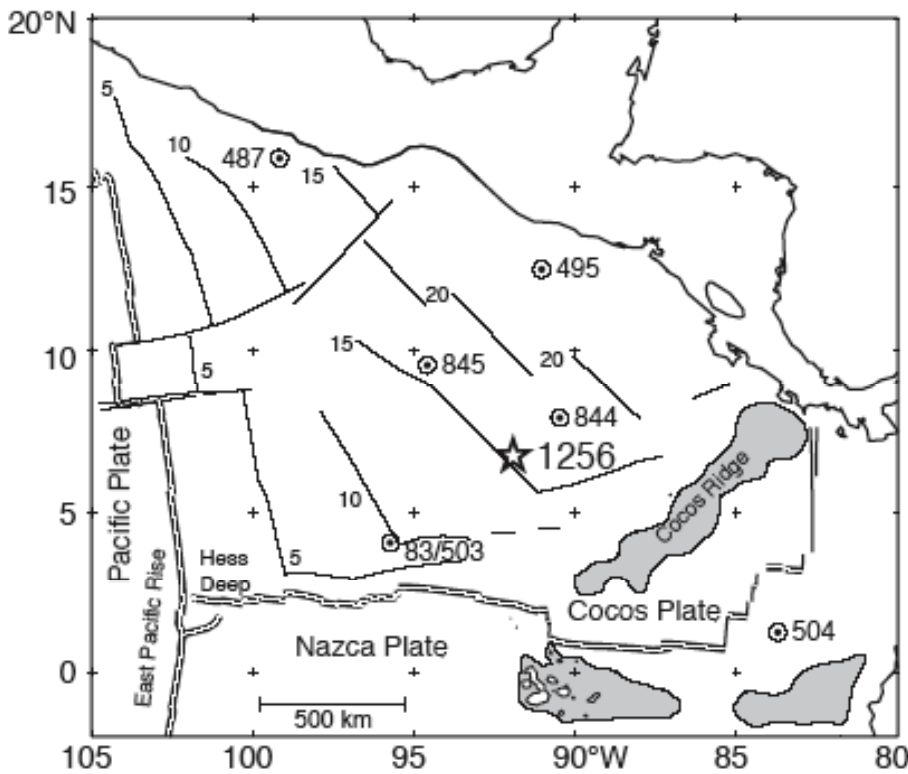 20°N
5
10
487
15
15
495
20
15
845
20
10
5
844
1256
Pacific Plate
10
Cocos Ridge
5
83/503
Hess
Deep
5
Cocos Plate
East Pacific Rise
Nazca Plate
504
0
500 km
105
100
95
90°W
85
80